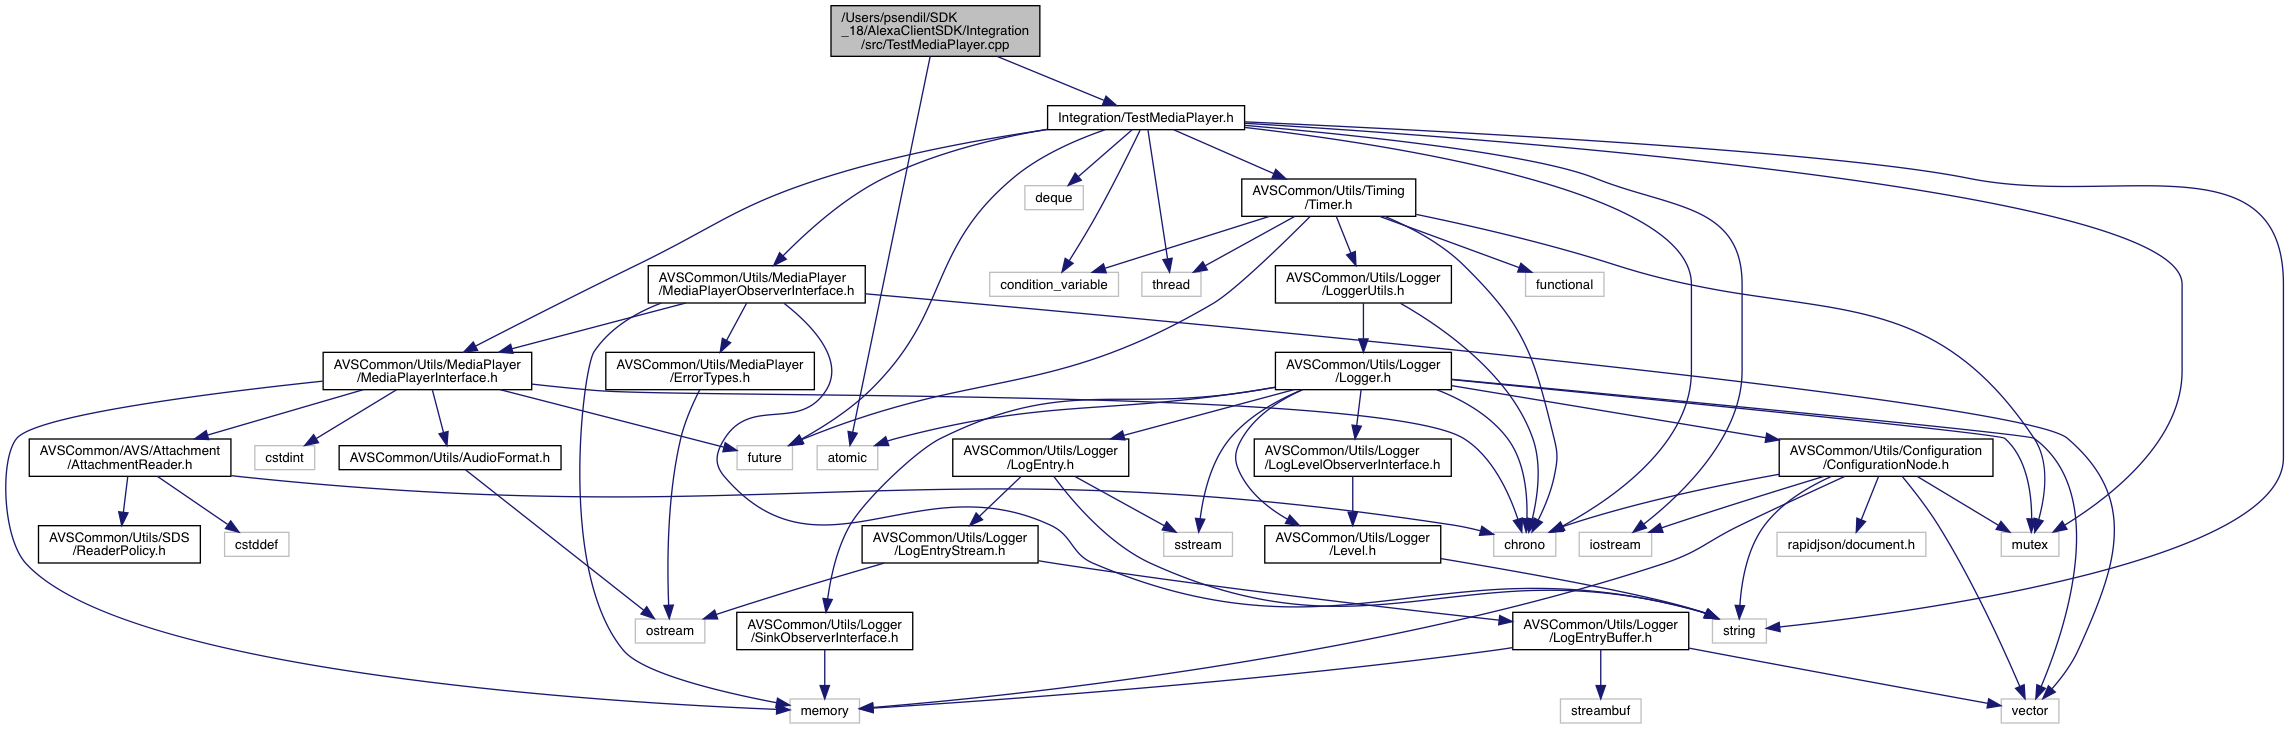 /Users/psendil/SDK
_18/AlexaClientSDK/Integration
/src/TestMediaPlayer.cpp
Integration/TestMediaPlayer.h
deque
AVSCommon/Utils/Timing
/Timer.h
AVSCommon/Utils/MediaPlayer
/MediaPlayerObserverInterface.h
condition_variable
thread
AVSCommon/Utils/Logger
/LoggerUtils.h
functional
AVSCommon/Utils/MediaPlayer
/MediaPlayerInterface.h
AVSCommon/Utils/MediaPlayer
/ErrorTypes.h
AVSCommon/Utils/Logger
/Logger.h
AVSCommon/AVS/Attachment
/AttachmentReader.h
cstdint
AVSCommon/Utils/AudioFormat.h
future
atomic
AVSCommon/Utils/Logger
/LogEntry.h
AVSCommon/Utils/Logger
/LogLevelObserverInterface.h
AVSCommon/Utils/Configuration
/ConfigurationNode.h
AVSCommon/Utils/SDS
/ReaderPolicy.h
cstddef
AVSCommon/Utils/Logger
/LogEntryStream.h
sstream
AVSCommon/Utils/Logger
/Level.h
chrono
iostream
rapidjson/document.h
mutex
ostream
AVSCommon/Utils/Logger
/SinkObserverInterface.h
AVSCommon/Utils/Logger
/LogEntryBuffer.h
string
memory
streambuf
vector